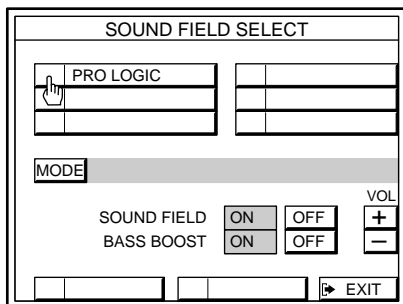 SOUND FIELD SELECT
PRO LOGIC
MODE
VOL
SOUND FIELD ON OFF +
BASS BOOST ON OFF –
EXIT